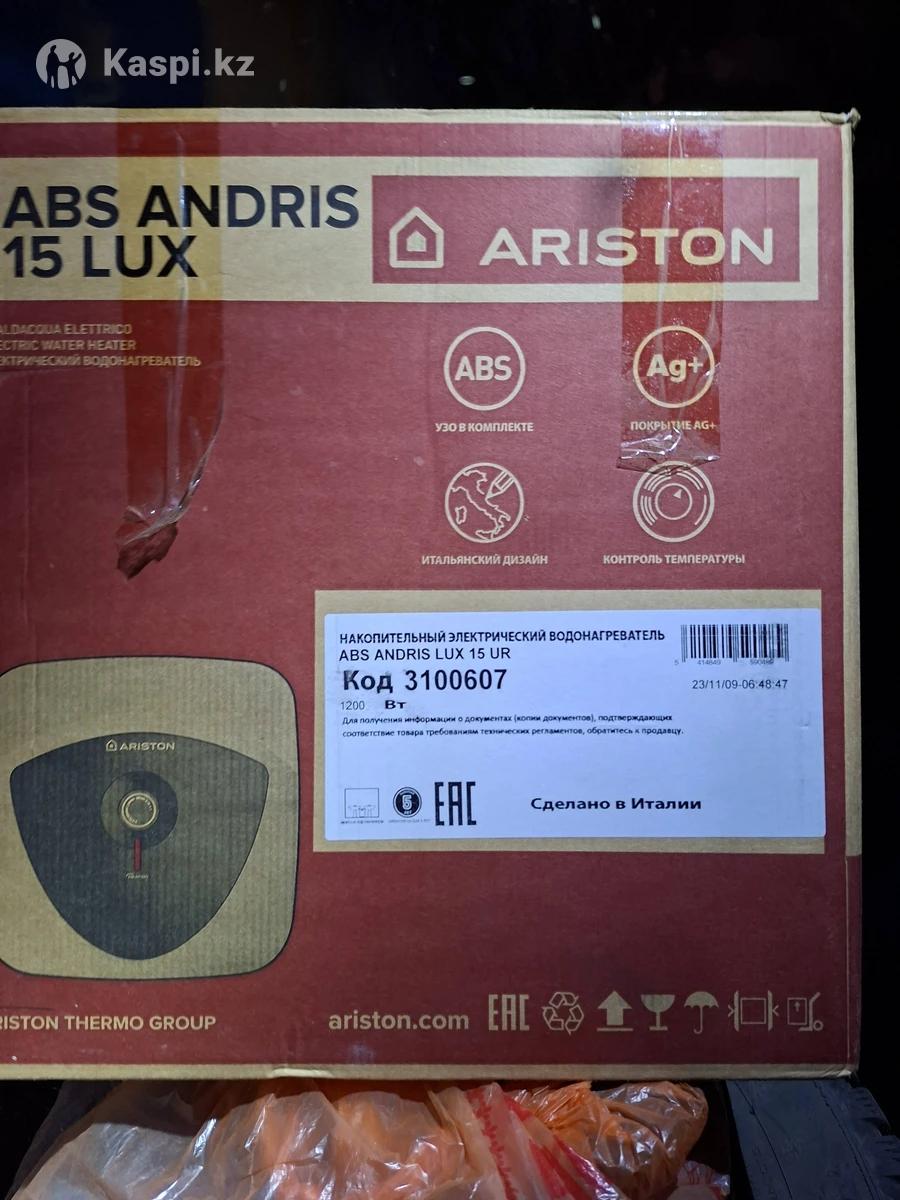 Kaspi.kz
ABS ANDRIS
15 LUX
ARISTON
ALDACQUA ELETTRICO
ECTRIC WATER HEATER
ЕКТРИЧЕСКИЙ ВОДОНАГРЕВАТЕЛЬ
ABS
Ag+
УЗО В КОМПЛЕКТЕ
ПОКРЫТИЕ AG+
ИТАЛЬЯНСКИЙ ДИЗАЙН
КОНТРОЛЬ ТЕМПЕРАТУРЫ
НАКОПИТЕЛЬНЫЙ ЭЛЕКТРИЧЕСКИЙ ВОДОНАГРЕВАТЕЛЬ
ABS ANDRIS LUX 15 UR
Код 3100607
23/11/09-06:48:47
1200 Вт
Для получения информации о документах (копии документов), подтверждающих
соответствие товара требованиям технических регламентов, обратитесь к продавцу.
5
EAC
Сделано в Италии
ARISTON
RISTON THERMO GROUP
ariston.com
EAC